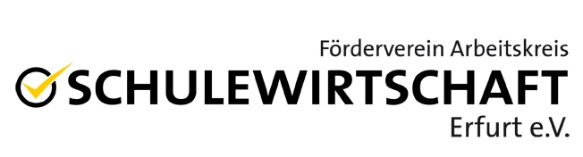 Förderverein Arbeitskreis
SCHULEWIRTSCHAFT
Erfurt e.V.